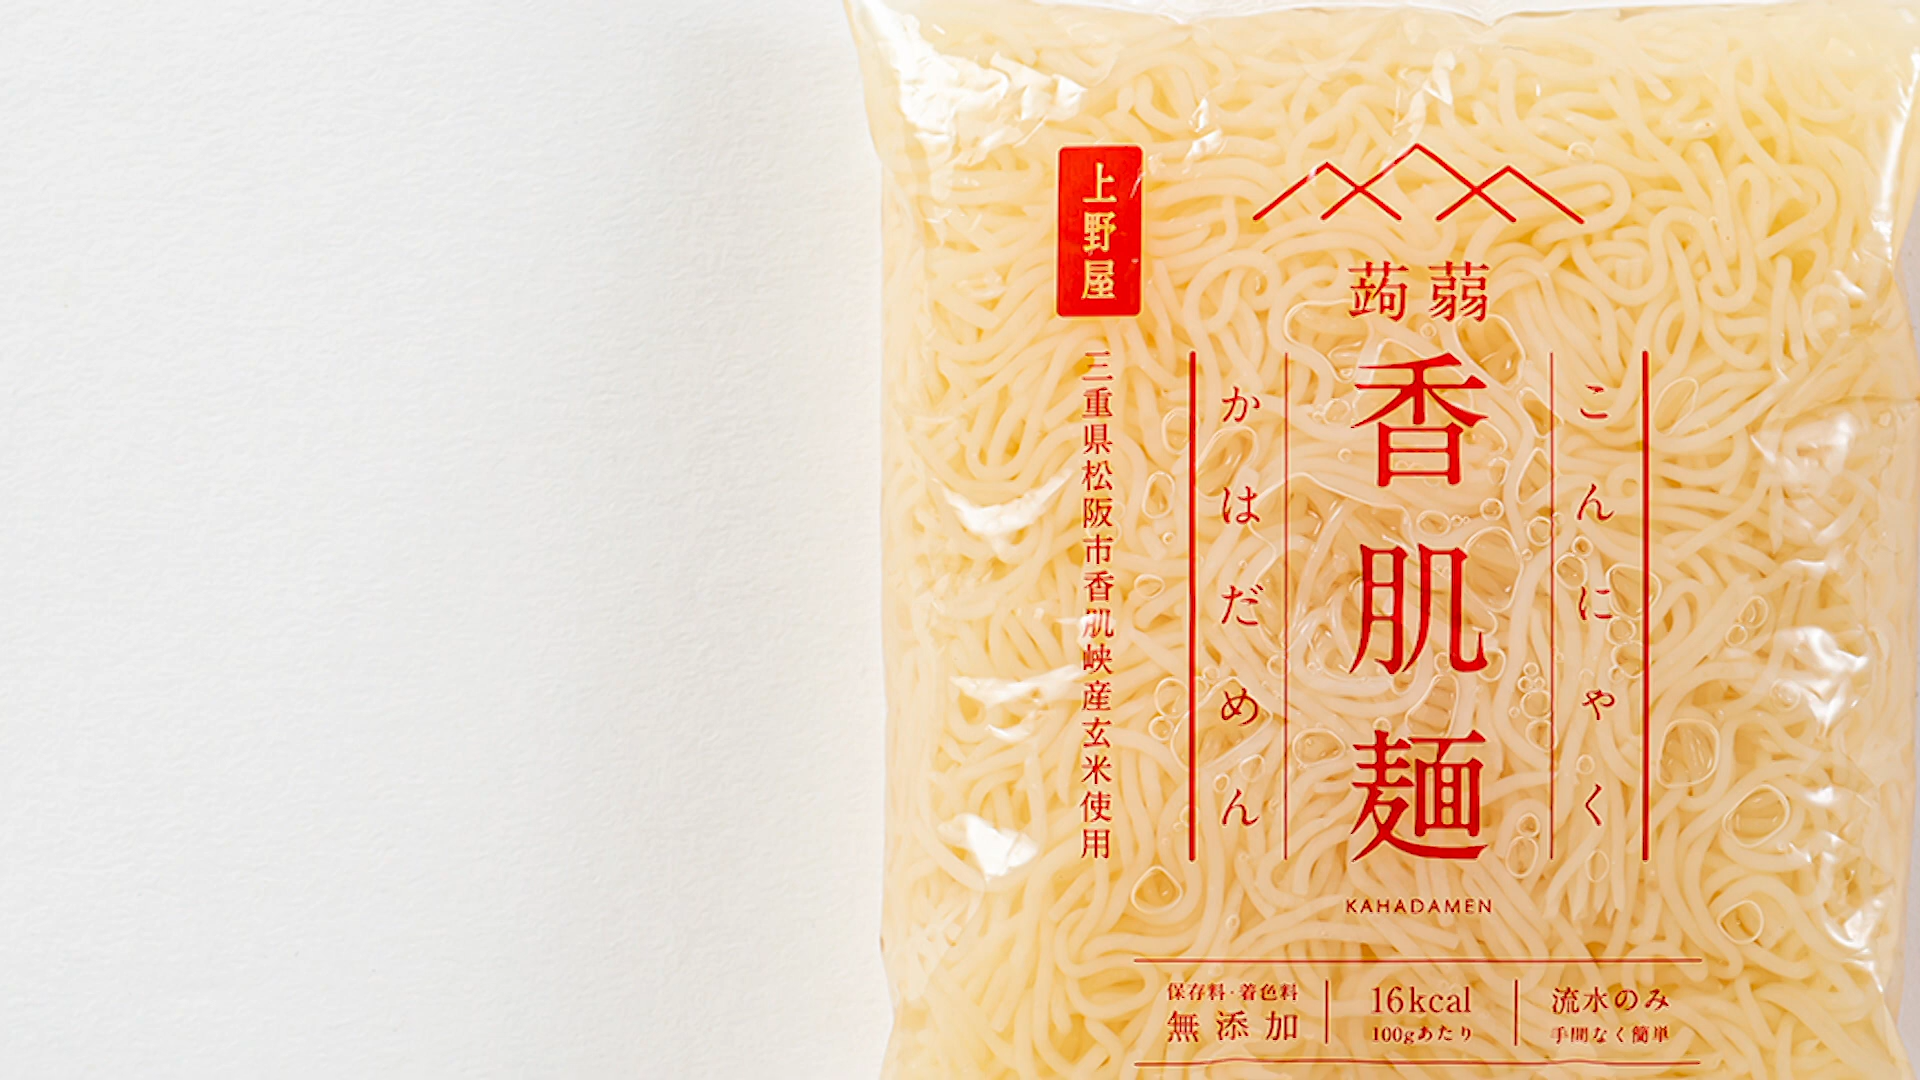 上野屋
三重県松阪市香肌峡産玄米使用
蒟蒻
香肌麺
こんにゃく
かはだめん
KAHADAMEN
保存料·着色料
無添加
16kcal
100gあたり
流水のみ
手間なく簡単